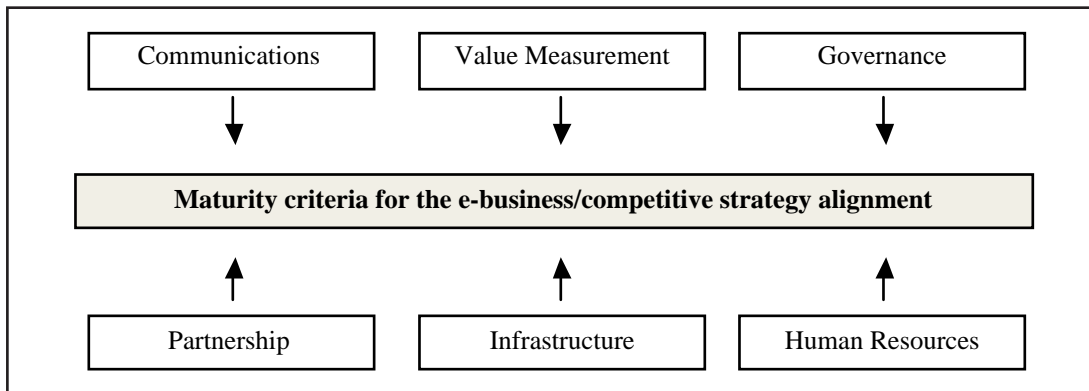 Communications
Value Measurement
Governance
Maturity criteria for the e-business/competitive strategy alignment
Partnership
Infrastructure
Human Resources